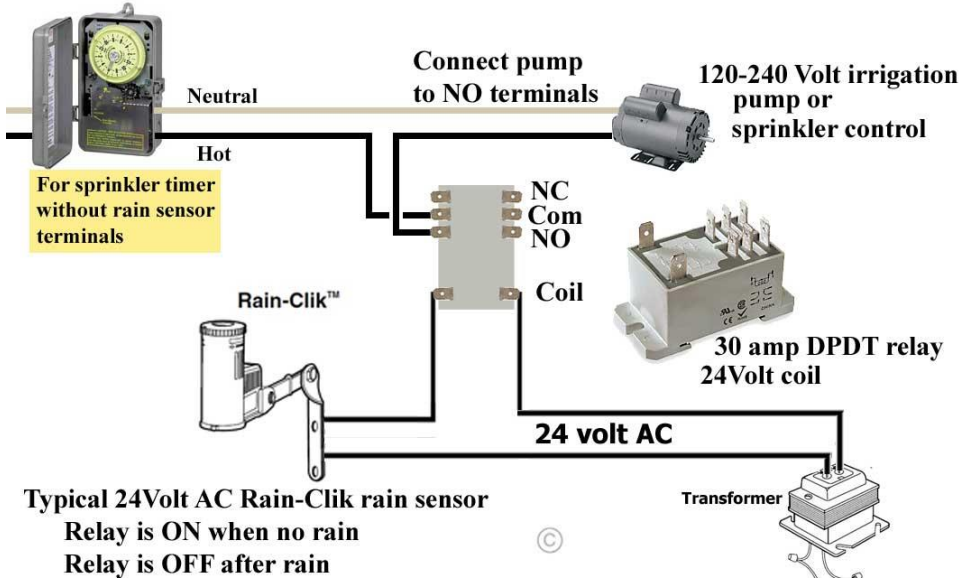 Connect pump
to NO terminals
120-240 Volt irrigation
pump or
sprinkler control
Neutral
Hot
For sprinkler timer
without rain sensor
terminals
NC
Com
NO
Coil
Rain-Clik™
30 amp DPDT relay
24Volt coil
24 volt AC
Typical 24Volt AC Rain-Clik rain sensor
Relay is ON when no rain
Relay is OFF after rain
Transformer
©